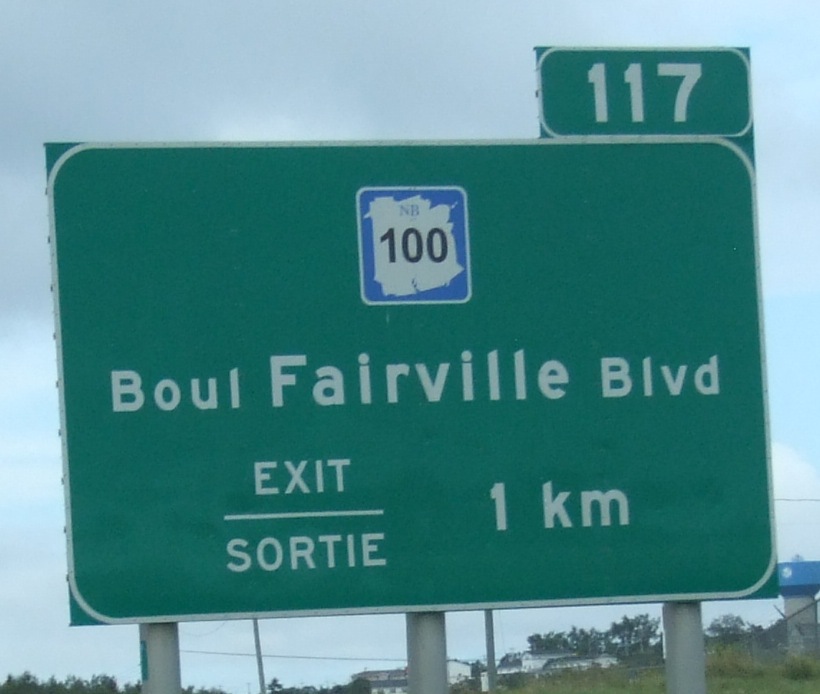 117
NB
100
Boul Fairville Blvd
EXIT 1 km
SORTIE